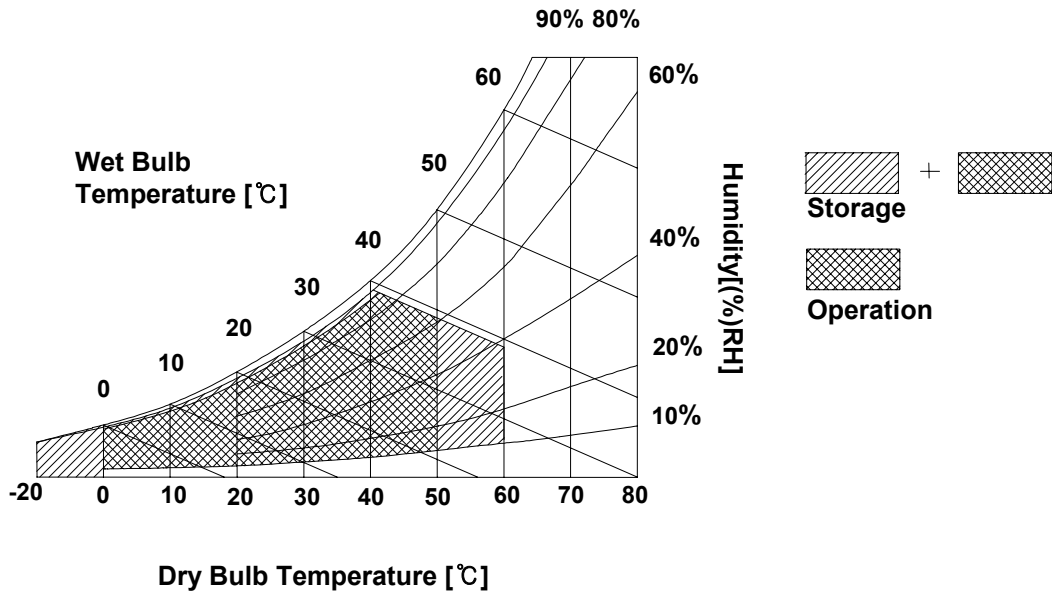 90% 80%
60
60%
50
Wet Bulb
Temperature [℃]
Humidity[(%)RH]
+
Storage
40
40%
30
20
Operation
10
20%
0
10%
-20 0 10 20 30 40 50 60 70 80
Dry Bulb Temperature [℃]